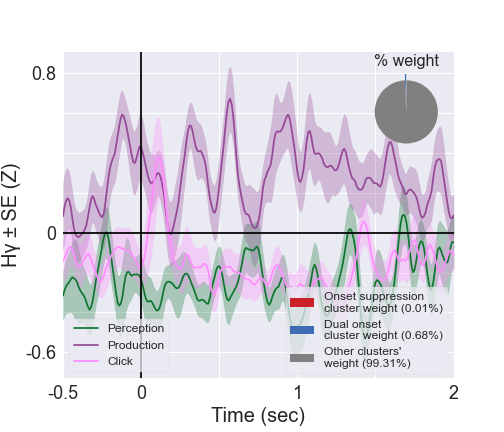 % weight
0.8
0
-0.6
Hγ ± SE (Z)
Perception
Production
Click
Onset suppression
cluster weight (0.01%)
Dual onset
cluster weight (0.68%)
Other clusters'
weight (99.31%)
-0.5
0
1
2
Time (sec)